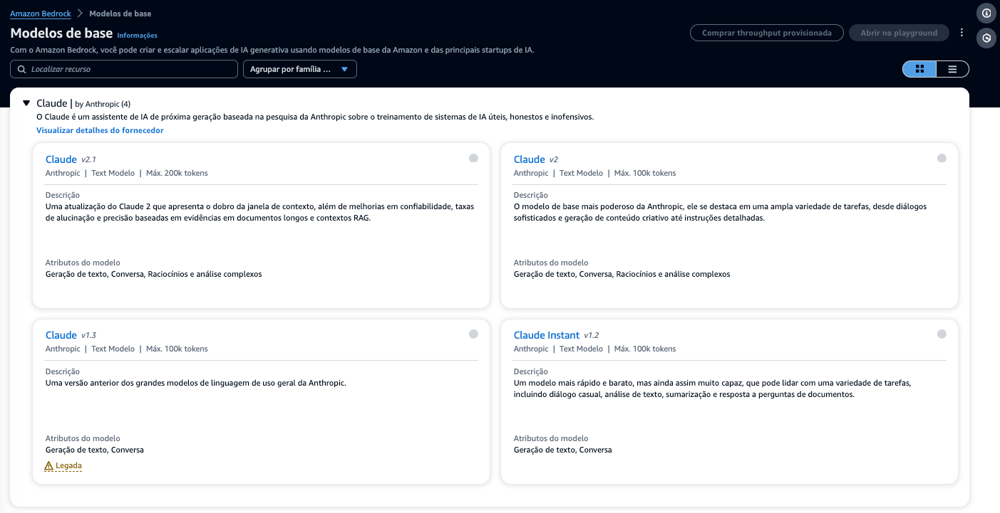 Amazon Bedrock > Modelos de base
Modelos de base Informações
Comprar throughput provisionada
Abrir no playground
Com o Amazon Bedrock, você pode criar e escalar aplicações de IA generativa usando modelos de base da Amazon e das principais startups de IA.
Localizar recurso
Agrupar por família ...
Claude | by Anthropic (4)
O Claude é um assistente de IA de próxima geração baseada na pesquisa da Anthropic sobre o treinamento de sistemas de IA úteis, honestos e inofensivos.
Visualizar detalhes do fornecedor
Claude v2.1
Anthropic | Text Modelo | Máx. 200k tokens
Descrição
Uma atualização do Claude 2 que apresenta o dobro da janela de contexto, além de melhorias em confiabilidade, taxas
de alucinação e precisão baseadas em evidências em documentos longos e contextos RAG.
Atributos do modelo
Geração de texto, Conversa, Raciocínios e análise complexos
Claude v2
Anthropic | Text Modelo | Máx. 100k tokens
Descrição
O modelo de base mais poderoso da Anthropic, ele se destaca em uma ampla variedade de tarefas, desde diálogos
sofisticados e geração de conteúdo criativo até instruções detalhadas.
Atributos do modelo
Geração de texto, Conversa, Raciocínios e análise complexos
Claude v1.3
Anthropic | Text Modelo | Máx. 100k tokens
Descrição
Uma versão anterior dos grandes modelos de linguagem de uso geral da Anthropic.
Atributos do modelo
Geração de texto, Conversa
Legada
Claude Instant v1.2
Anthropic | Text Modelo | Máx. 100k tokens
Descrição
Um modelo mais rápido e barato, mas ainda assim muito capaz, que pode lidar com uma variedade de tarefas,
incluindo diálogo casual, análise de texto, sumarização e resposta a perguntas de documentos.
Atributos do modelo
Geração de texto, Conversa